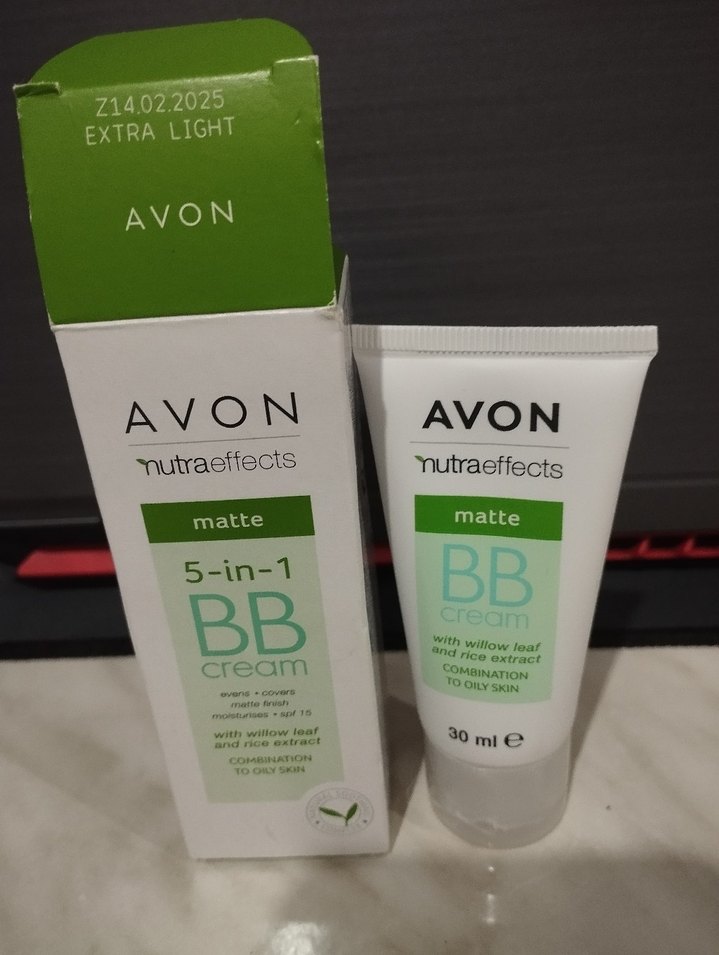 Z14.02.2025
EXTRA LIGHT
AVON
AVON
nutraeffects
matte
5-in-1
BB
cream
evens • covers
matte finish
moisturises • spf 15
with willow leaf
and rice extract
COMBINATION
TO OILY SKIN
AVON
nutraeffects
matte
BB
cream
with willow leaf
and rice extract
COMBINATION
TO OILY SKIN
30 ml e